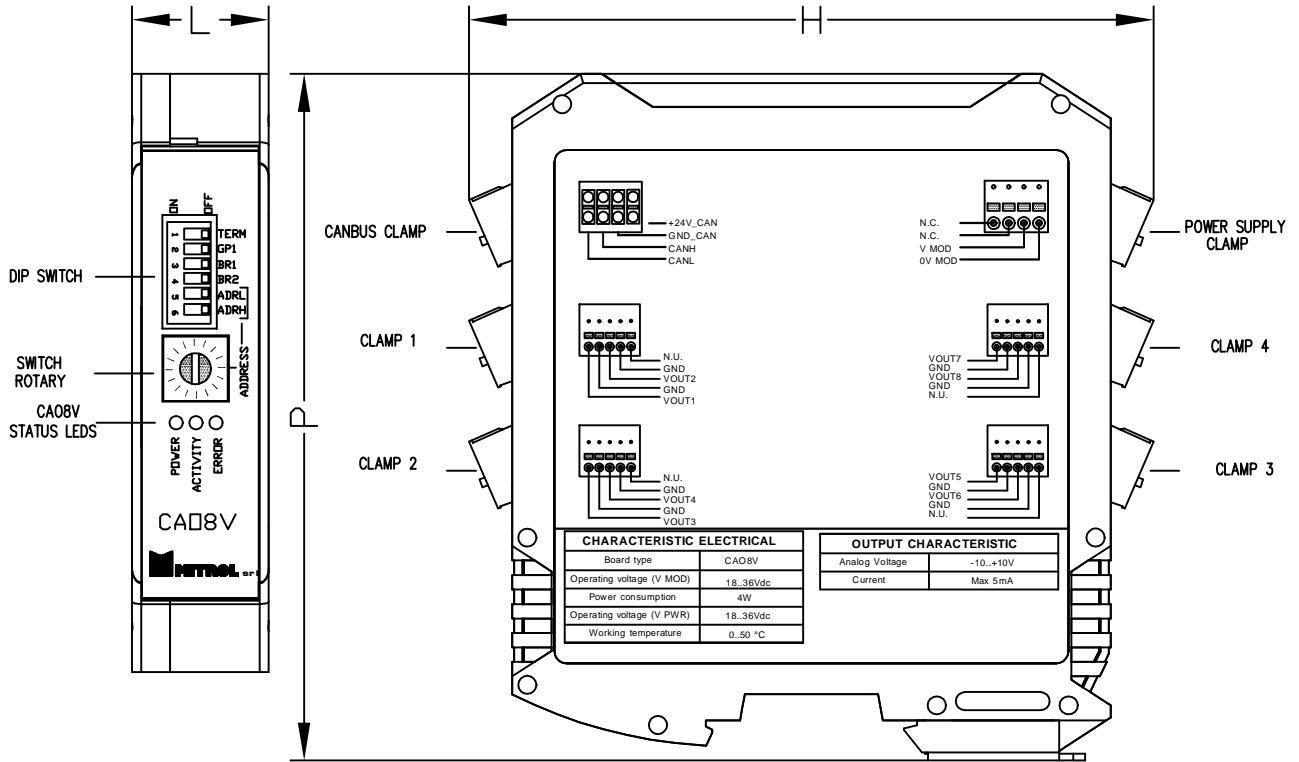 L
H
P
ON OFF
1 TERM
2 GP1
3 BR1
4 BR2
5 ADRL
6 ADRH
ADDRESS
DIP SWITCH
SWITCH
ROTARY
CAO8V
STATUS LEDS
POWER
ACTIVITY
ERROR
CAO8V
MITROL srl
CANBUS CLAMP
CLAMP 1
CLAMP 2
+24V_CAN
GND_CAN
CANH
CANL
N.U.
GND
VOUT2
GND
VOUT1
N.U.
GND
VOUT4
GND
VOUT3
N.C.
N.C.
V MOD
0V MOD
VOUT7
GND
VOUT8
GND
N.U.
VOUT5
GND
VOUT6
GND
N.U.
POWER SUPPLY
CLAMP
CLAMP 4
CLAMP 3
CHARACTERISTIC ELECTRICAL
Board type CAO8V
Operating voltage (V MOD) 18..36Vdc
Power consumption 4W
Operating voltage (V PWR) 18..36Vdc
Working temperature 0..50 °C
OUTPUT CHARACTERISTIC
Analog Voltage -10..+10V
Current Max 5mA